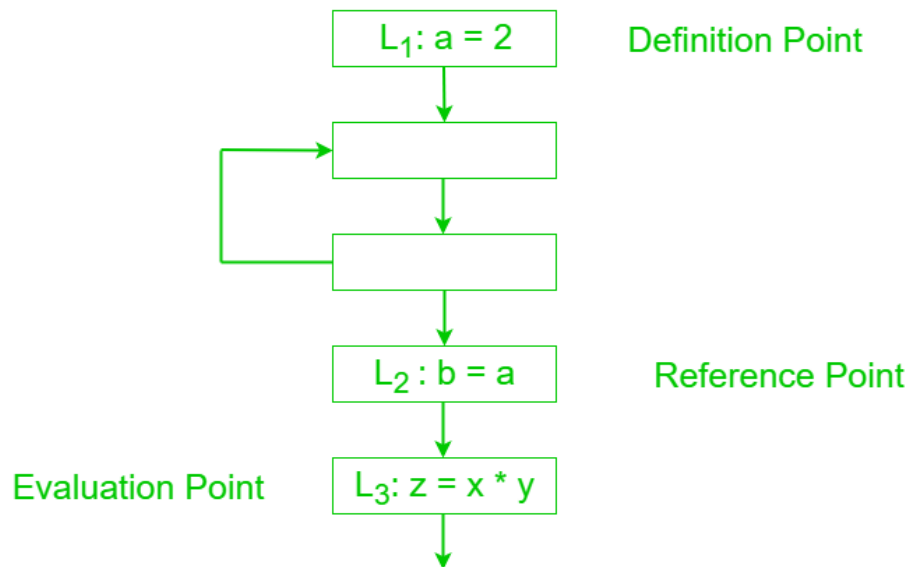 L₁: a = 2 Definition Point
L₂ : b = a Reference Point
Evaluation Point L₃: z = x * y